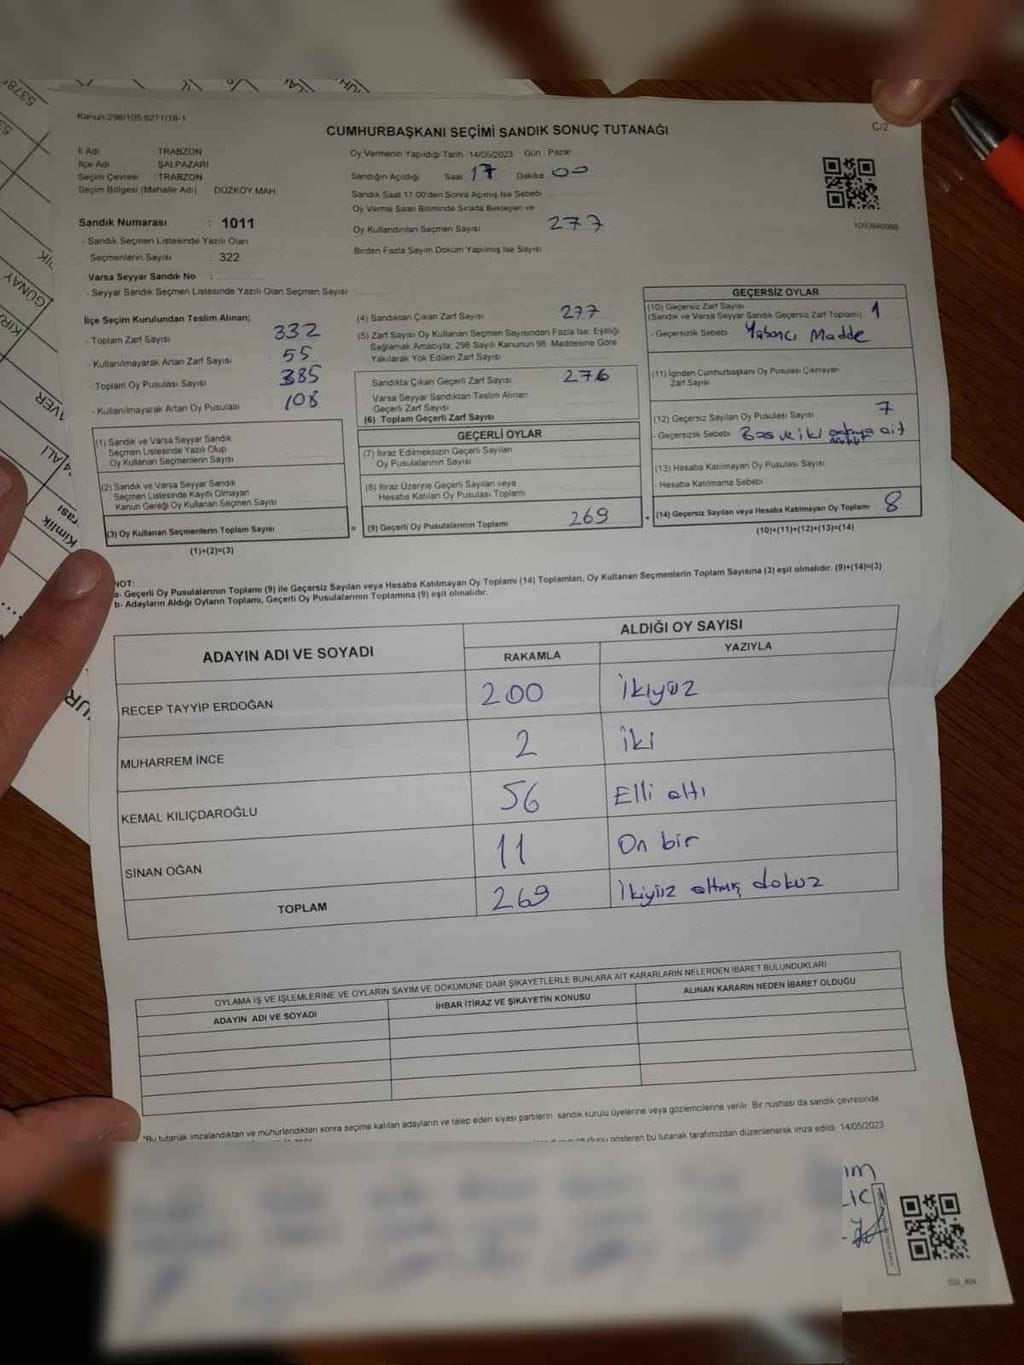 Kanun:298/105:6271/18-1
CUMHURBAŞKANI SEÇİMİ SANDIK SONUÇ TUTANAĞI
C/2
İl Adı : TRABZON
İlçe Adı : ŞALPAZARI
Seçim Çevresi : TRABZON
Seçim Bölgesi (Mahalle Adı) DÜZKÖY MAH.
Sandık Numarası : 1011
- Sandık Seçmen Listesinde Yazılı Olan
Seçmenlerin Sayısı : 322
Varsa Seyyar Sandık No :
- Seyyar Sandık Seçmen Listesinde Yazılı Olan Seçmen Sayısı
Oy Vermenin Yapıldığı Tarih: 14/05/2023 Gün : Pazar
Sandığın Açıldığı Saat 17 Dakika 00
Sandık Saat 17:00'den Sonra Açılmış İse Sebebi
Oy Verme Saati Bitiminde Sırada Bekleyen ve
Oy Kullandırılan Seçmen Sayısı 277
Birden Fazla Sayım Döküm Yapılmış İse Sayısı
1093640988
İlçe Seçim Kurulundan Teslim Alınan;
- Toplam Zarf Sayısı 332
- Kullanılmayarak Artan Zarf Sayısı 55
- Toplam Oy Pusulası Sayısı 385
- Kullanılmayarak Artan Oy Pusulası 108
(1) Sandık ve Varsa Seyyar Sandık
Seçmen Listesinde Yazılı Olup
Oy Kullanan Seçmenlerin Sayısı
(2) Sandık ve Varsa Seyyar Sandık
Seçmen Listesinde Kayıtlı Olmayan
Kanun Gereği Oy Kullanan Seçmen Sayısı
(3) Oy Kullanan Seçmenlerin Toplam Sayısı
(1)+(2)=(3)
(4) Sandıktan Çıkan Zarf Sayısı 277
(5) Zarf Sayısı Oy Kullanan Seçmen Sayısından Fazla İse, Eşitliği
Sağlamak Amacıyla, 298 Sayılı Kanunun 98. Maddesine Göre
Yakılarak Yok Edilen Zarf Sayısı
Sandıkta Çıkan Geçerli Zarf Sayısı 276
Varsa Seyyar Sandıktan Teslim Alınan
Geçerli Zarf Sayısı
(6) Toplam Geçerli Zarf Sayısı
GEÇERLİ OYLAR
(7) İtiraz Edilmeksizin Geçerli Sayılan
Oy Pusulalarının Sayısı
(8) İtiraz Üzerine Geçerli Sayılan veya
Hesaba Katılan Oy Pusulası Toplamı
= (9) Geçerli Oy Pusulalarının Toplamı 269
GEÇERSİZ OYLAR
(10) Geçersiz Zarf Sayısı
(Sandık ve Varsa Seyyar Sandık Geçersiz Zarf Toplamı) 1
- Geçersizlik Sebebi Yabancı Madde
(11) İçinden Cumhurbaşkanı Oy Pusulası Çıkmayan
Zarf Sayısı
(12) Geçersiz Sayılan Oy Pusulası Sayısı 7
- Geçersizlik Sebebi ait
(13) Hesaba Katılmayan Oy Pusulası Sayısı
- Hesaba Katılmama Sebebi
+ (14) Geçersiz Sayılan veya Hesaba Katılmayan Oy Toplamı 8
(10)+(11)+(12)+(13)=(14)
NOT:
a- Geçerli Oy Pusulalarının Toplamı (9) ile Geçersiz Sayılan veya Hesaba Katılmayan Oy Toplamı (14) Toplamları, Oy Kullanan Seçmenlerin Toplam Sayısına (3) eşit olmalıdır. (9)+(14)=(3)
b- Adayların Aldığı Oyların Toplamı, Geçerli Oy Pusulalarının Toplamına (9) eşit olmalıdır.
ADAYIN ADI VE SOYADI
ALDIĞI OY SAYISI
RAKAMLA YAZIYLA
RECEP TAYYİP ERDOĞAN 200 İkiyüz
MUHARREM İNCE 2 İki
KEMAL KILIÇDAROĞLU 56 Elli altı
SİNAN OĞAN 11 On bir
TOPLAM 269 İkiyüz altmış dokuz
OYLAMA İŞ VE İŞLEMLERİNE VE OYLARIN SAYIM VE DÖKÜMÜNE DAİR ŞİKAYETLERLE BUNLARA AİT KARARLARIN NELERDEN İBARET BULUNDUKLARI
ADAYIN ADI VE SOYADI İHBAR İTİRAZ VE ŞİKAYETİN KONUSU ALINAN KARARIN NEDEN İBARET OLDUĞU
*Bu tutanak imzalandıktan ve mühürlendikten sonra seçime katılan adayların ve talep eden siyasi partilerin sandık kurulu üyelerine veya gözlemcilerine verilir. Bir nüshası da sandık çevresinde
gösteren bu tutanak tarafımızdan düzenlenerek imza edildi. 14/05/2023